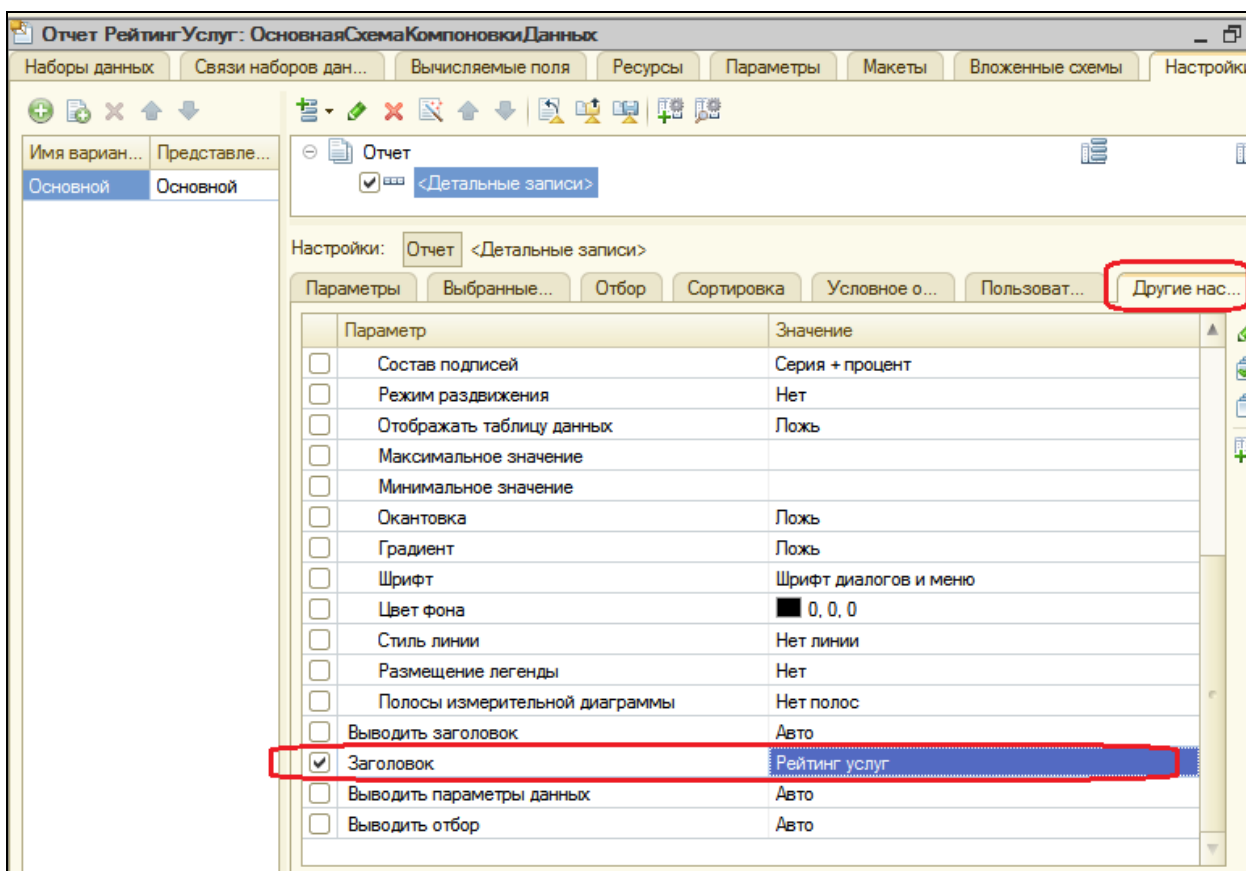 Отчет РейтингУслуг: ОсновнаяСхемаКомпоновкиДанных
Наборы данных Связи наборов дан... Вычисляемые поля Ресурсы Параметры Макеты Вложенные схемы Настройки
Имя вариан... Представле...
Основной Основной
Отчет
<Детальные записи>
Настройки: Отчет <Детальные записи>
Параметры Выбранные... Отбор Сортировка Условное о... Пользоват... Другие нас...
Параметр Значение
Состав подписей Серия + процент
Режим раздвижения Нет
Отображать таблицу данных Ложь
Максимальное значение
Минимальное значение
Окантовка Ложь
Градиент Ложь
Шрифт Шрифт диалогов и меню
Цвет фона 0, 0, 0
Стиль линии Нет линии
Размещение легенды Нет
Полосы измерительной диаграммы Нет полос
Выводить заголовок Авто
Заголовок Рейтинг услуг
Выводить параметры данных Авто
Выводить отбор Авто